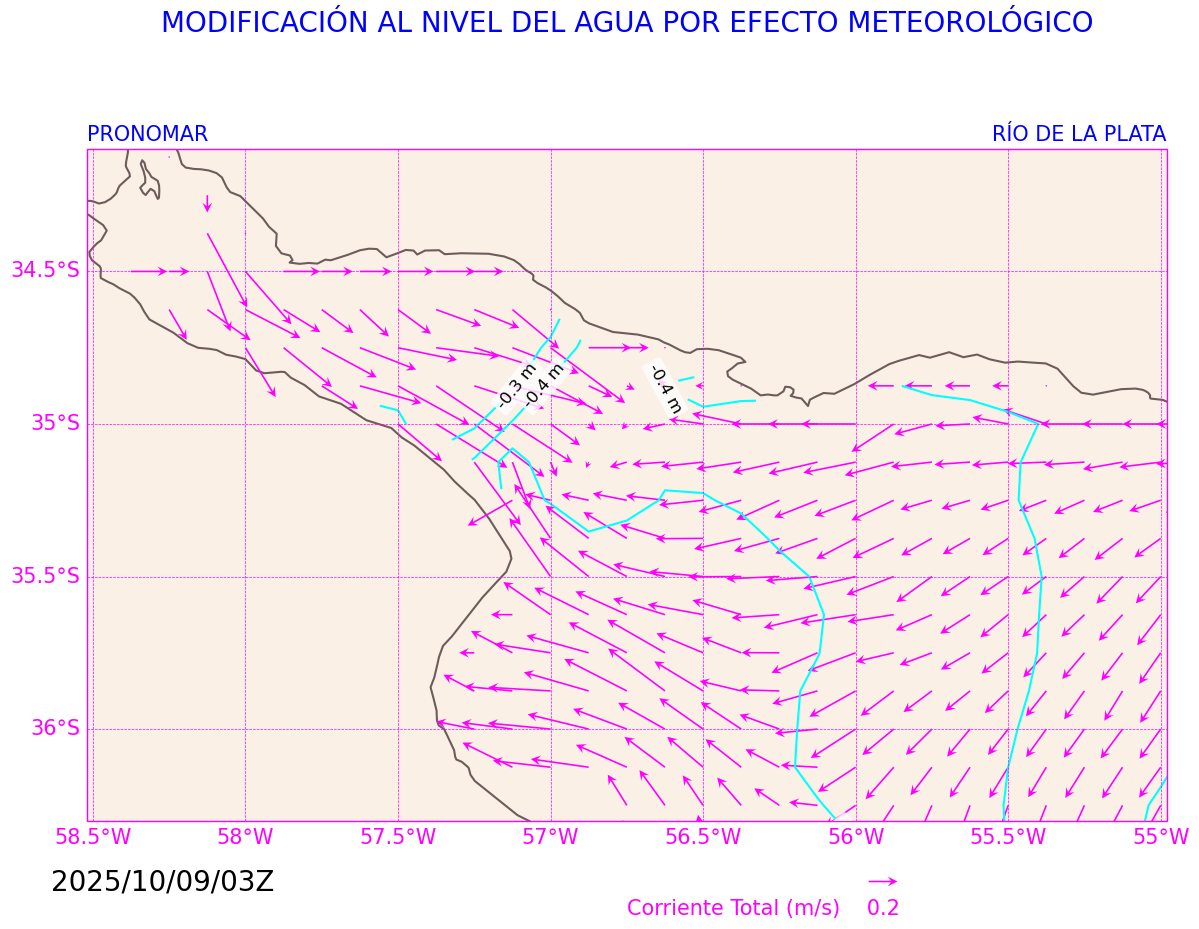 MODIFICACIÓN AL NIVEL DEL AGUA POR EFECTO METEOROLÓGICO
PRONOMAR RÍO DE LA PLATA
34.5°S
-0.3 m -0.4 m -0.4 m
35°S
35.5°S
36°S
58.5°W 58°W 57.5°W 57°W 56.5°W 56°W 55.5°W 55°W
2025/10/09/03Z
Corriente Total (m/s) 0.2